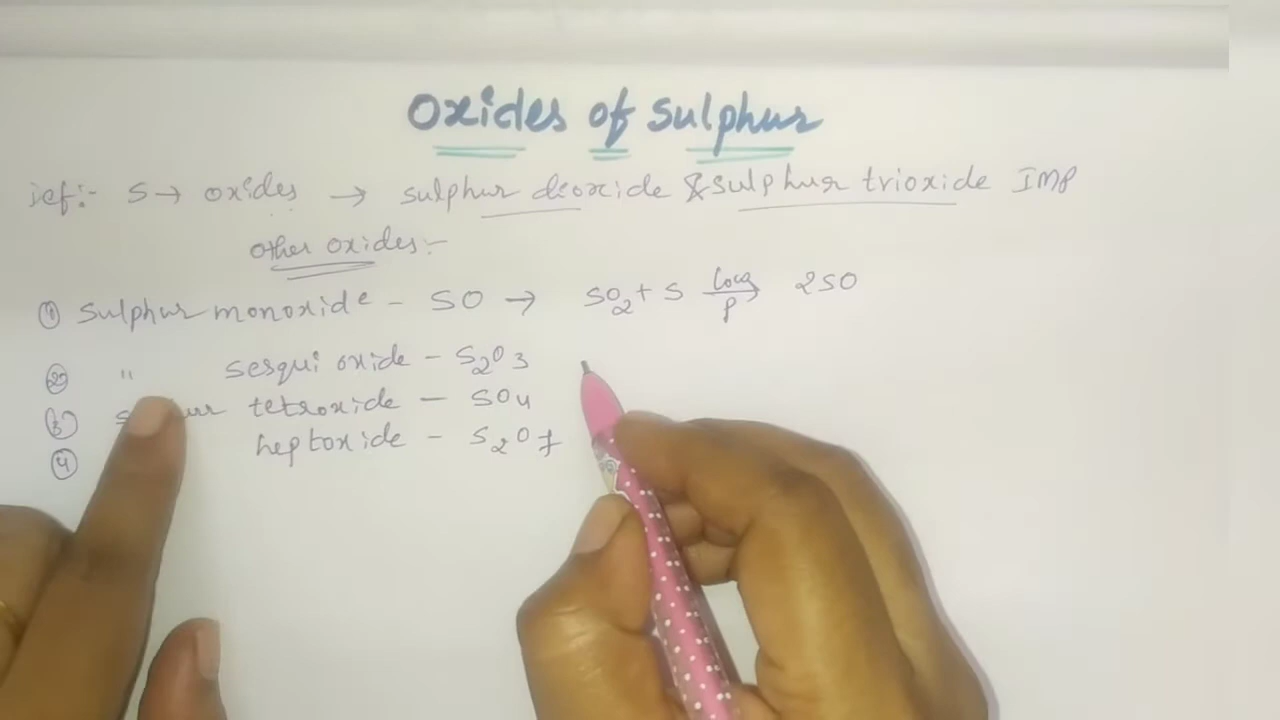 Oxides of sulphur
Def:- S → oxides → sulphur dioxide & sulphur trioxide IMP
other oxides:-
① sulphur monoxide - SO → SO2 + S → 2SO
② " sesqui oxide - S2O3
③ tetroxide - SO4
④ heptoxide - S2O7